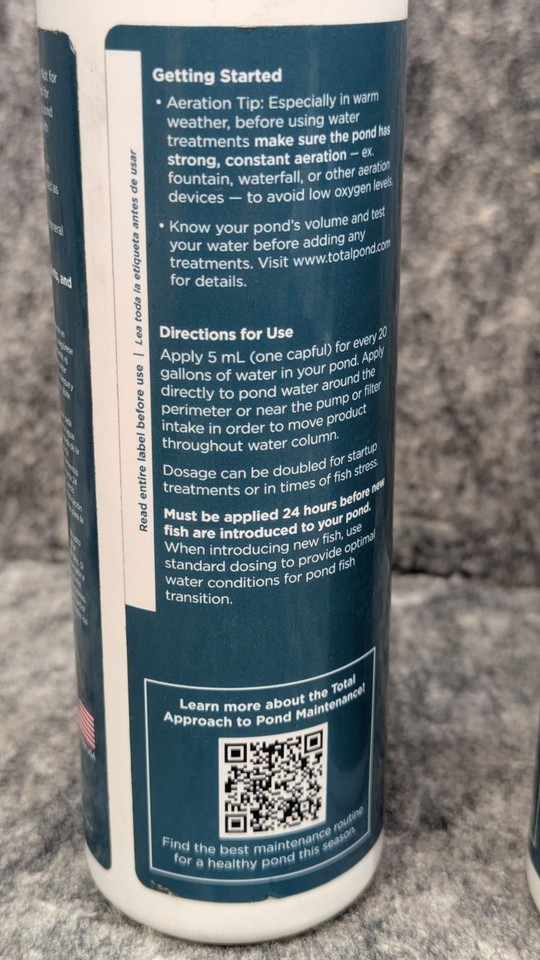 Getting Started
• Aeration Tip: Especially in warm
weather, before using water
treatments make sure the pond has
strong, constant aeration — ex.
fountain, waterfall, or other aeration
devices — to avoid low oxygen levels.
• Know your pond's volume and test
your water before adding any
treatments. Visit www.totalpond.com
for details.
Directions for Use
Apply 5 mL (one capful) for every 20
gallons of water in your pond. Apply
directly to pond water around the
perimeter or near the pump or filter
intake in order to move product
throughout water column.
Dosage can be doubled for startup
treatments or in times of fish stress.
Must be applied 24 hours before new
fish are introduced to your pond.
When introducing new fish, use
standard dosing to provide optimal
water conditions for pond fish
transition.
Read entire label before use | Lea toda la etiqueta antes de usar
Learn more about the Total
Approach to Pond Maintenance!
Find the best maintenance routine
for a healthy pond this season.